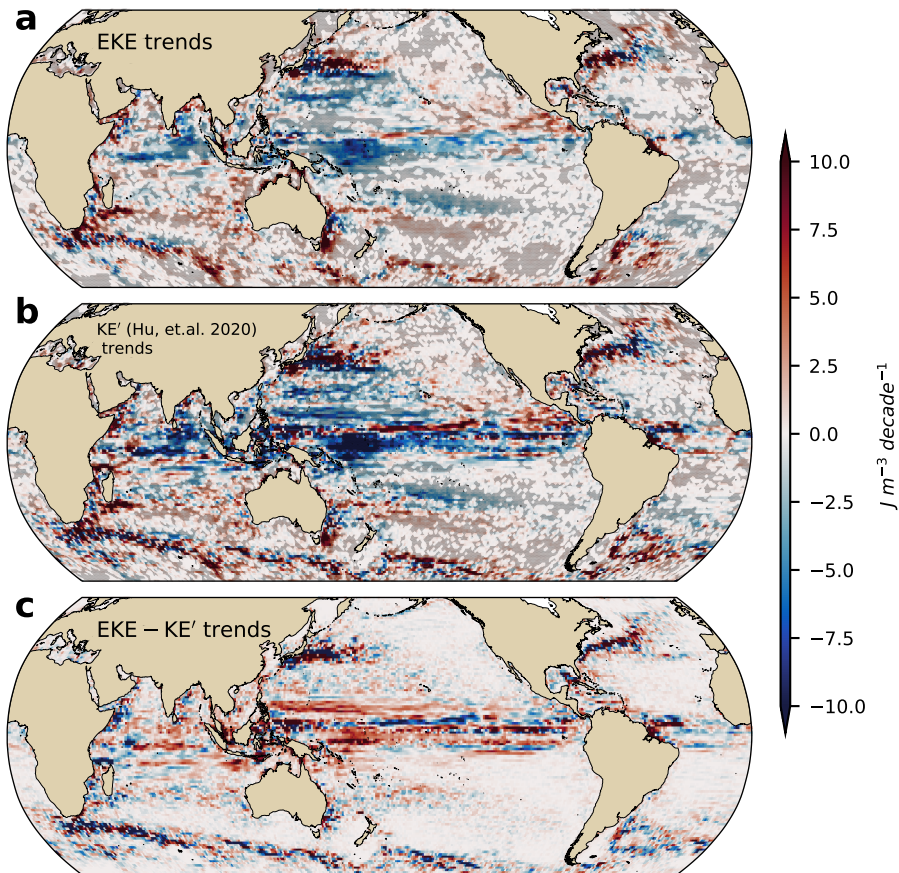 a
EKE trends
b
KE′ (Hu, et.al. 2020)
trends
c
EKE − KE′ trends
10.0
7.5
5.0
2.5
0.0
−2.5
−5.0
−7.5
−10.0
J m⁻³ decade⁻¹